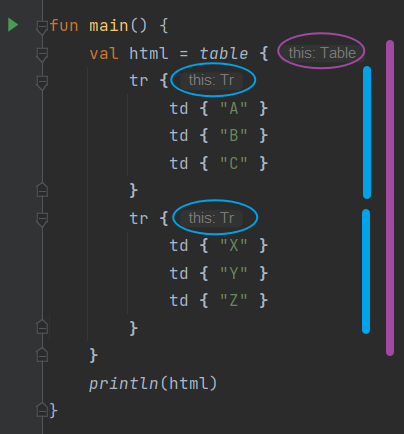 fun main() {
val html = table { this: Table
tr { this: Tr
td { "A" }
td { "B" }
td { "C" }
}
tr { this: Tr
td { "X" }
td { "Y" }
td { "Z" }
}
}
println(html)
}